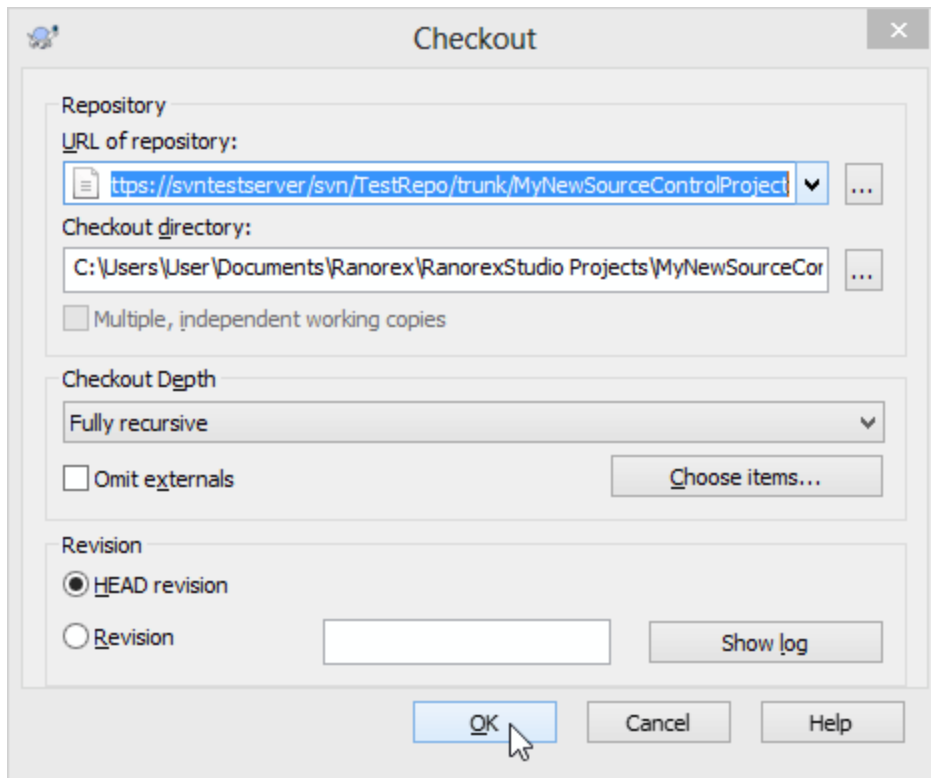 Checkout
Repository
URL of repository:
ttps://svntestserver/svn/TestRepo/trunk/MyNewSourceControlProject
...
Checkout directory:
C:\Users\User\Documents\Ranorex\RanorexStudio Projects\MyNewSourceCor
...
Multiple, independent working copies
Checkout Depth
Fully recursive
Omit externals
Choose items...
Revision
HEAD revision
Revision
Show log
OK
Cancel
Help